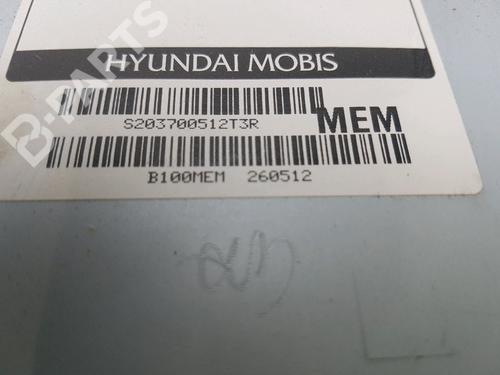 B-PARTS
HYUNDAI MOBIS
S203700512T3R
MEM
B100MEM 260512